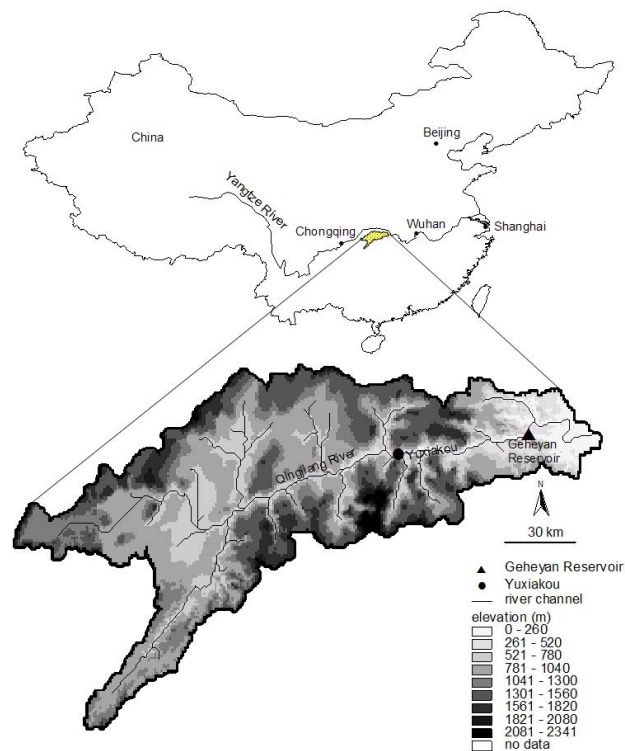 China
Beijing
Yangtze River
Chongqing
Wuhan
Shanghai
Qingjiang River
Yuxiakou
Geheyan
Reservoir
N
30 km
Geheyan Reservoir
Yuxiakou
river channel
elevation (m)
0 - 260
261 - 520
521 - 780
781 - 1040
1041 - 1300
1301 - 1560
1561 - 1820
1821 - 2080
2081 - 2341
no data